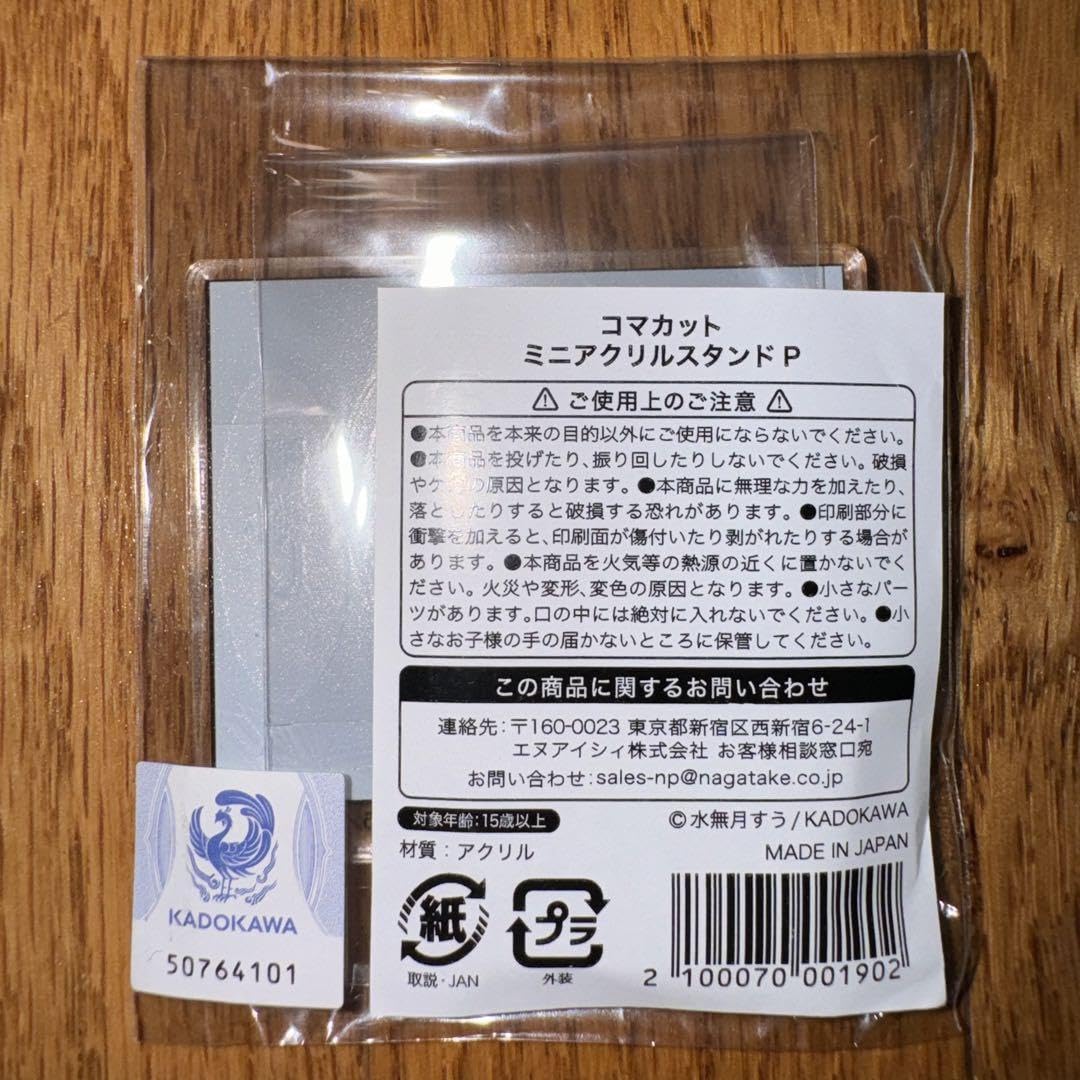 コマカット
ミニアクリルスタンド P
⚠ ご使用上のご注意 ⚠
●本商品を本来の目的以外にご使用にならないでください。
●本商品を投げたり、振り回したりしないでください。破損
やケガの原因となります。●本商品に無理な力を加えたり、
落としたりすると破損する恐れがあります。●印刷部分に
衝撃を加えると、印刷面が傷付いたり剥がれたりする場合が
あります。●本商品を火気等の熱源の近くに置かないでく
ださい。火災や変形、変色の原因となります。●小さなパー
ツがあります。口の中には絶対に入れないでください。●小
さなお子様の手の届かないところに保管してください。
この商品に関するお問い合わせ
連絡先:〒160-0023 東京都新宿区西新宿6-24-1
エヌアイシィ株式会社 お客様相談窓口宛
お問い合わせ:sales-np@nagatake.co.jp
対象年齢:15歳以上
©水無月すう/KADOKAWA
材質:アクリル
MADE IN JAPAN
紙
プラ
取説・JAN
外装
2 100070 001902
KADOKAWA
50764101